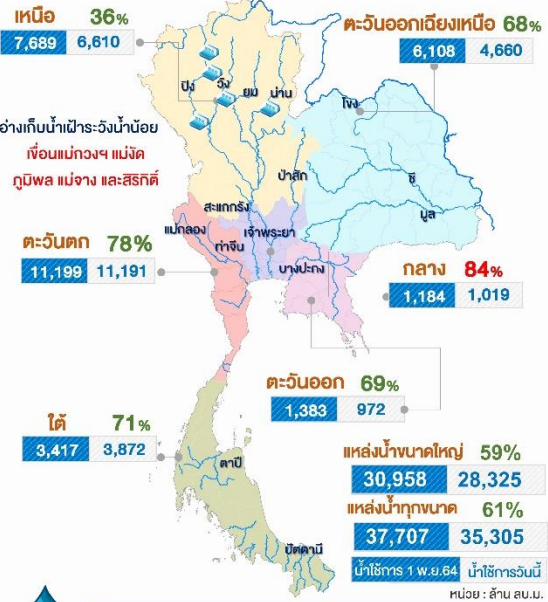 เหนือ 36%
7,689 6,610
ตะวันออกเฉียงเหนือ 68%
6,108 4,660
ปิง วัง ยม น่าน
โขง
อ่างเก็บน้ำเฝ้าระวังน้ำน้อย
เขื่อนแม่กวงฯ แม่งัด
ภูมิพล แม่จาง และสิริกิติ์
ป่าสัก
ชี
มูล
สะแกกรัง
แม่กลอง
ท่าจีน
เจ้าพระยา
บางปะกง
ตะวันตก 78%
11,199 11,191
กลาง 84%
1,184 1,019
ตะวันออก 69%
1,383 972
ใต้ 71%
3,417 3,872
ตาปี
ปัตตานี
แหล่งน้ำขนาดใหญ่ 59%
30,958 28,325
แหล่งน้ำทุกขนาด 61%
37,707 35,305
น้ำใช้การ 1 พ.ย.64 น้ำใช้การวันนี้
หน่วย : ล้าน ลบ.ม.